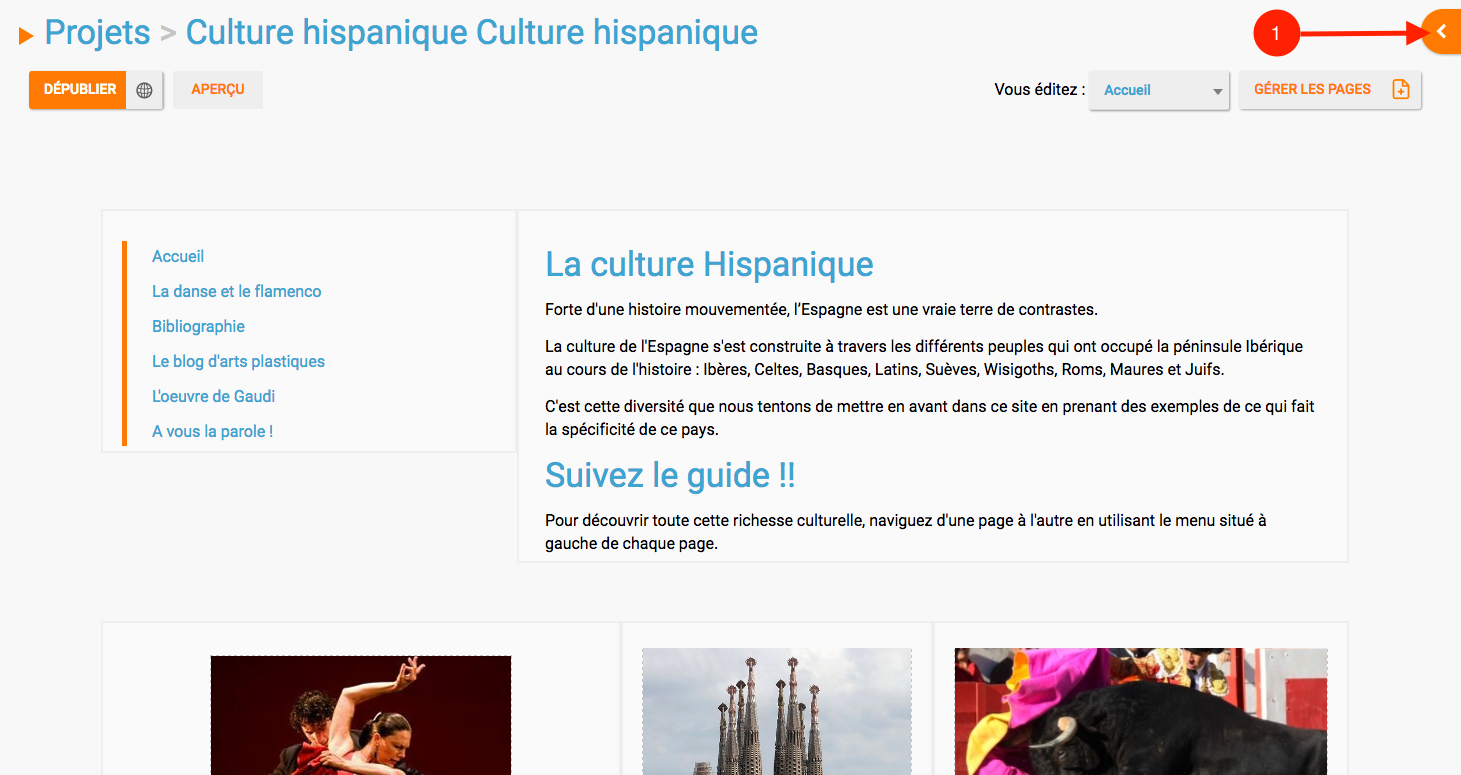 Projets > Culture hispanique Culture hispanique
1
DÉPUBLIER
APERÇU
Vous éditez :
Accueil
GÉRER LES PAGES
Accueil
La danse et le flamenco
Bibliographie
Le blog d'arts plastiques
L'oeuvre de Gaudi
A vous la parole !
La culture Hispanique
Forte d'une histoire mouvementée, l’Espagne est une vraie terre de contrastes.
La culture de l'Espagne s'est construite à travers les différents peuples qui ont occupé la péninsule Ibérique
au cours de l'histoire : Ibères, Celtes, Basques, Latins, Suèves, Wisigoths, Roms, Maures et Juifs.
C'est cette diversité que nous tentons de mettre en avant dans ce site en prenant des exemples de ce qui fait
la spécificité de ce pays.
Suivez le guide !!
Pour découvrir toute cette richesse culturelle, naviguez d'une page à l'autre en utilisant le menu situé à
gauche de chaque page.